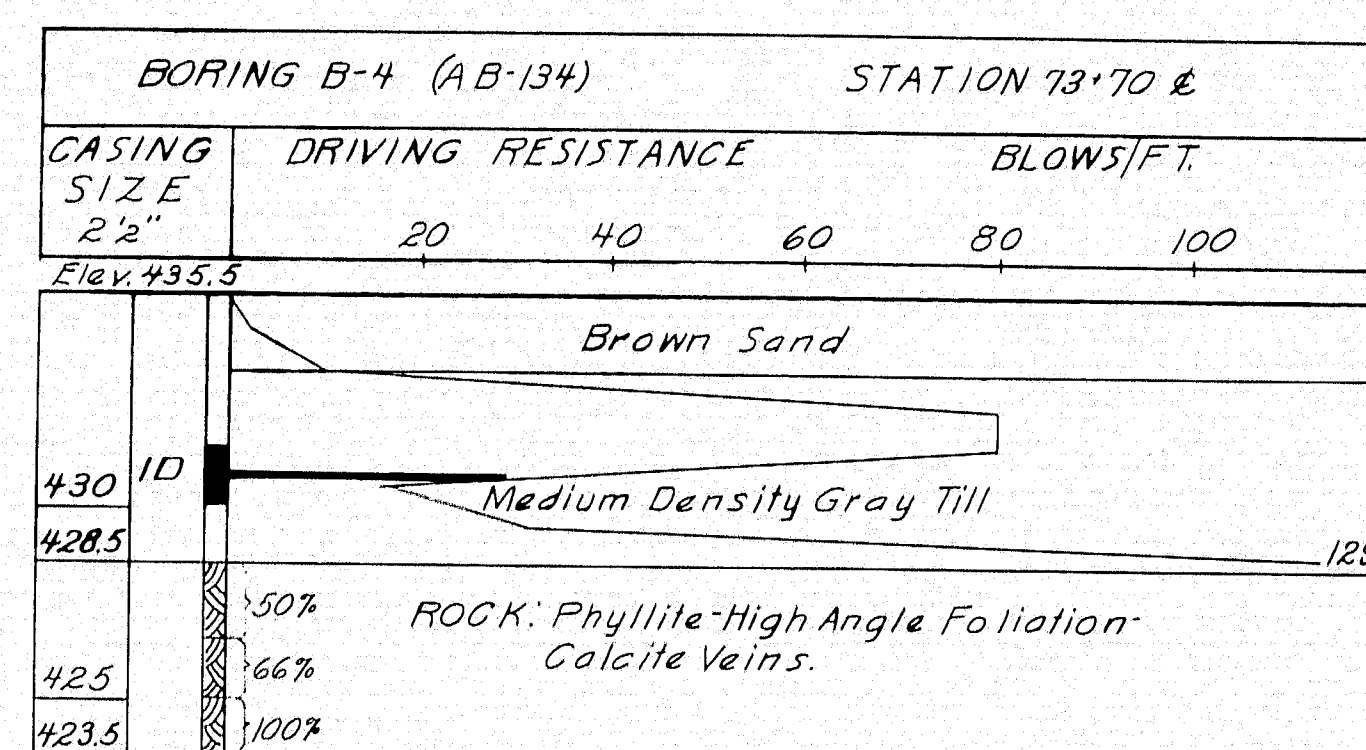 BORING B-4 (AB-134) STATION 73+70 ℄
CASING SIZE 2'2"
DRIVING RESISTANCE BLOWS/FT.
20 40 60 80 100
Elev. 435.5
Brown Sand
430 1D
Medium Density Gray Till
428.5
50%
ROCK: Phyllite-High Angle Foliation-
Calcite Veins.
425 66%
423.5 100%